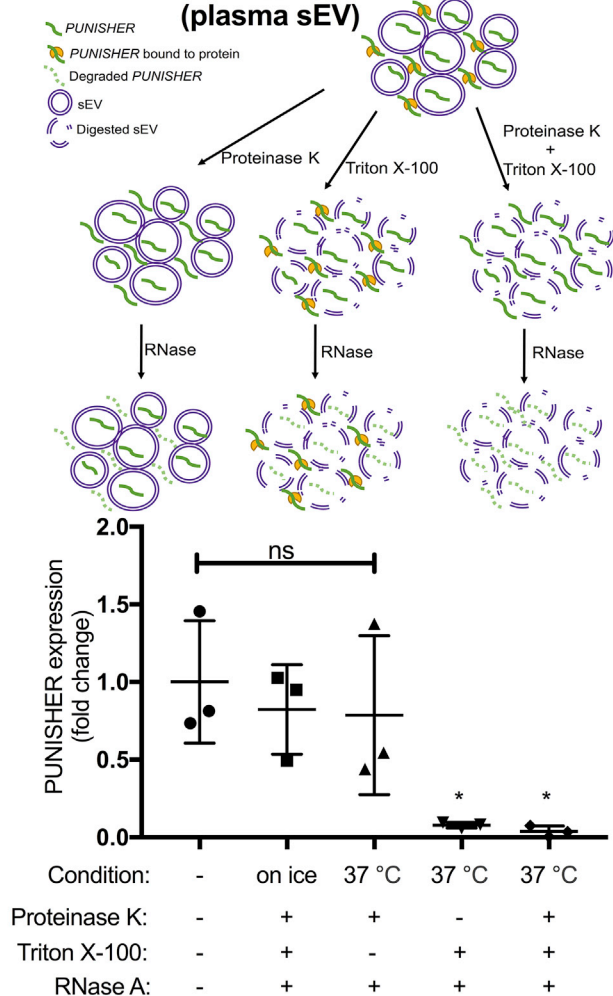 (plasma sEV)
PUNISHER
PUNISHER bound to protein
Degraded PUNISHER
sEV
Digested sEV
Proteinase K
Triton X-100
Proteinase K
+
Triton X-100
RNase
RNase
RNase
2.0
1.5
1.0
0.5
0.0
PUNISHER expression
(fold change)
ns
* *
Condition: - on ice 37 °C 37 °C 37 °C
Proteinase K: - + + - +
Triton X-100: - + - + +
RNase A: - + + + +